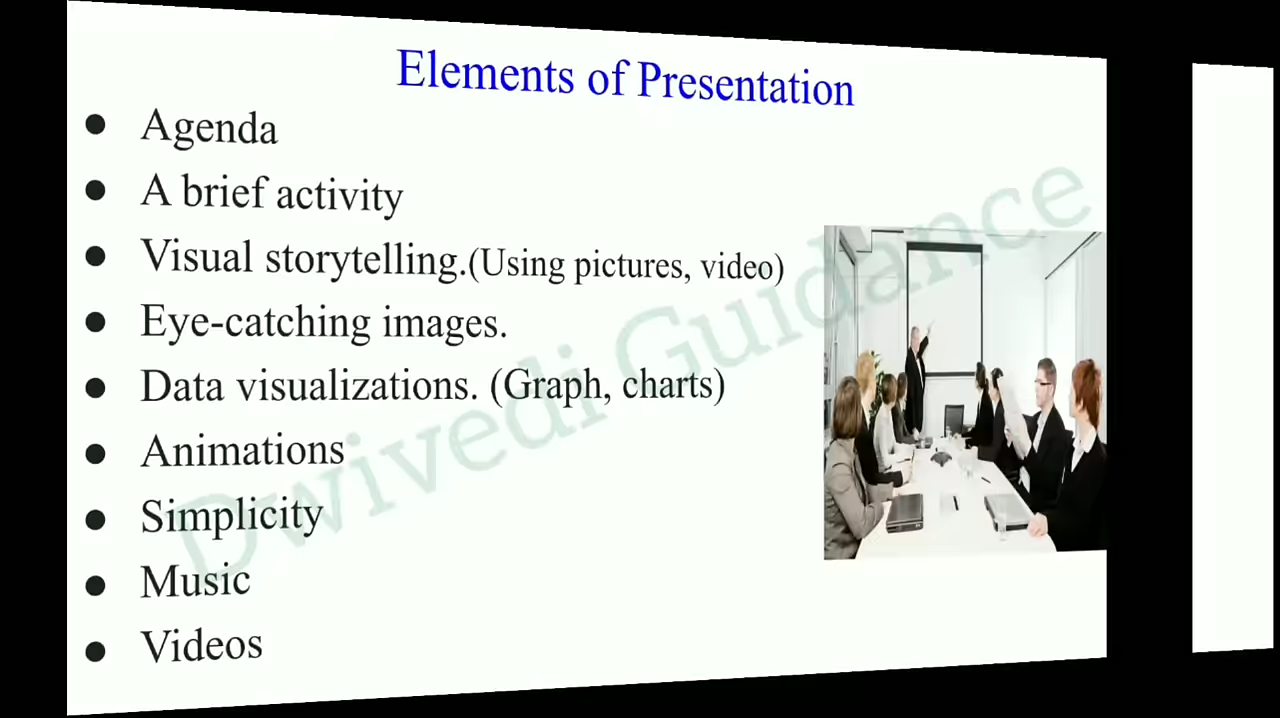 Elements of Presentation
● Agenda
● A brief activity
● Visual storytelling.(Using pictures, video)
● Eye-catching images.
● Data visualizations. (Graph, charts)
● Animations
● Simplicity
● Music
● Videos
Dwivedi Guidance